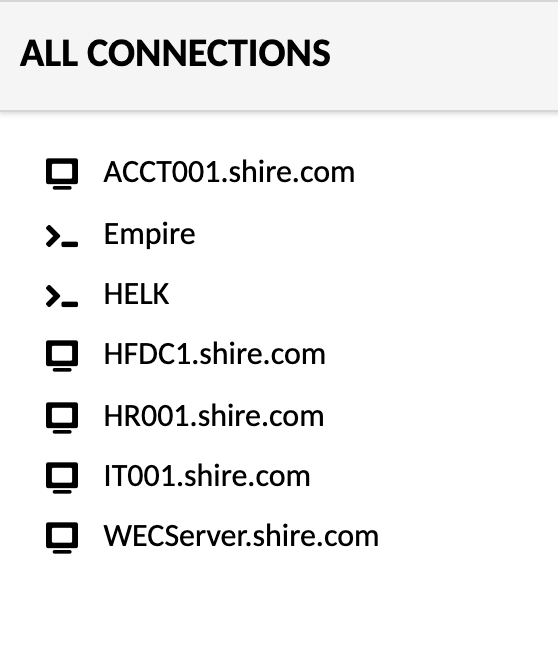 ALL CONNECTIONS
ACCT001.shire.com
Empire
HELK
HFDC1.shire.com
HR001.shire.com
IT001.shire.com
WECServer.shire.com